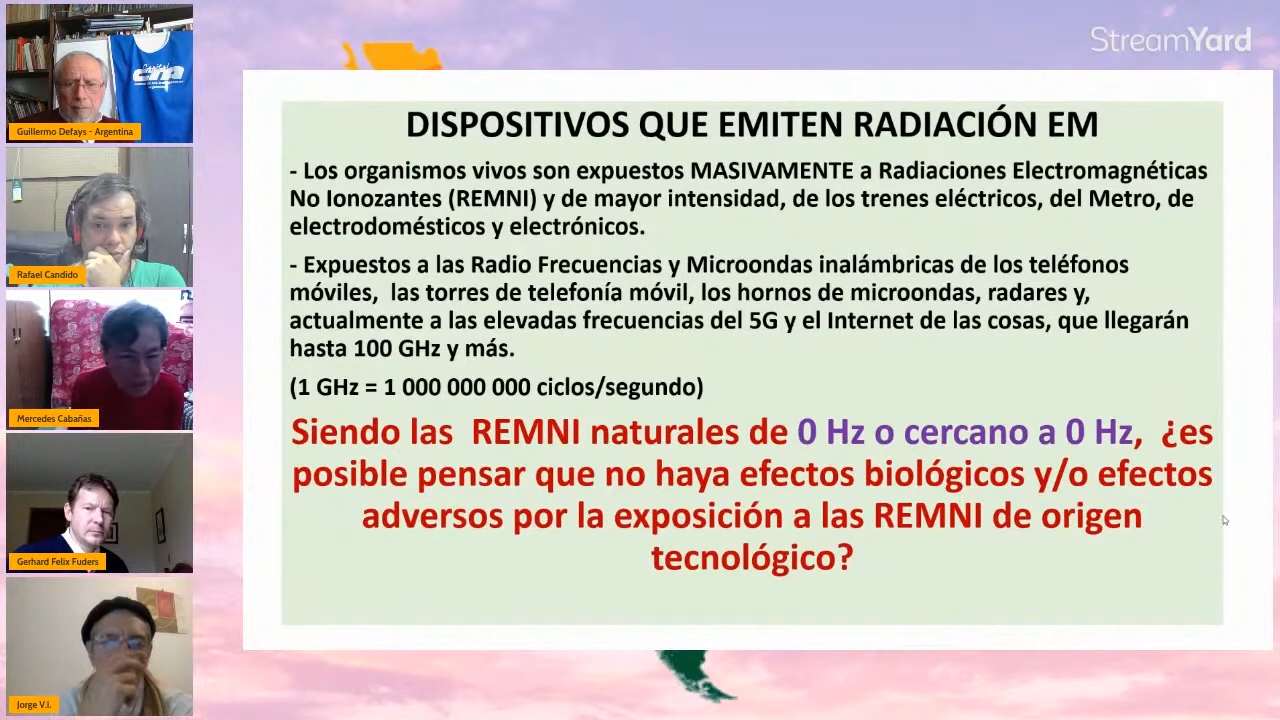 StreamYard
DISPOSITIVOS QUE EMITEN RADIACIÓN EM
- Los organismos vivos son expuestos MASIVAMENTE a Radiaciones Electromagnéticas
No Ionozantes (REMNI) y de mayor intensidad, de los trenes eléctricos, del Metro, de
electrodomésticos y electrónicos.
- Expuestos a las Radio Frecuencias y Microondas inalámbricas de los teléfonos
móviles, las torres de telefonía móvil, los hornos de microondas, radares y,
actualmente a las elevadas frecuencias del 5G y el Internet de las cosas, que llegarán
hasta 100 GHz y más.
(1 GHz = 1 000 000 000 ciclos/segundo)
Siendo las REMNI naturales de 0 Hz o cercano a 0 Hz, ¿es
posible pensar que no haya efectos biológicos y/o efectos
adversos por la exposición a las REMNI de origen
tecnológico?
Guillermo Defays - Argentina
Rafael Candido
Mercedes Cabañas
Gerhard Felix Fuders
Jorge V.I.